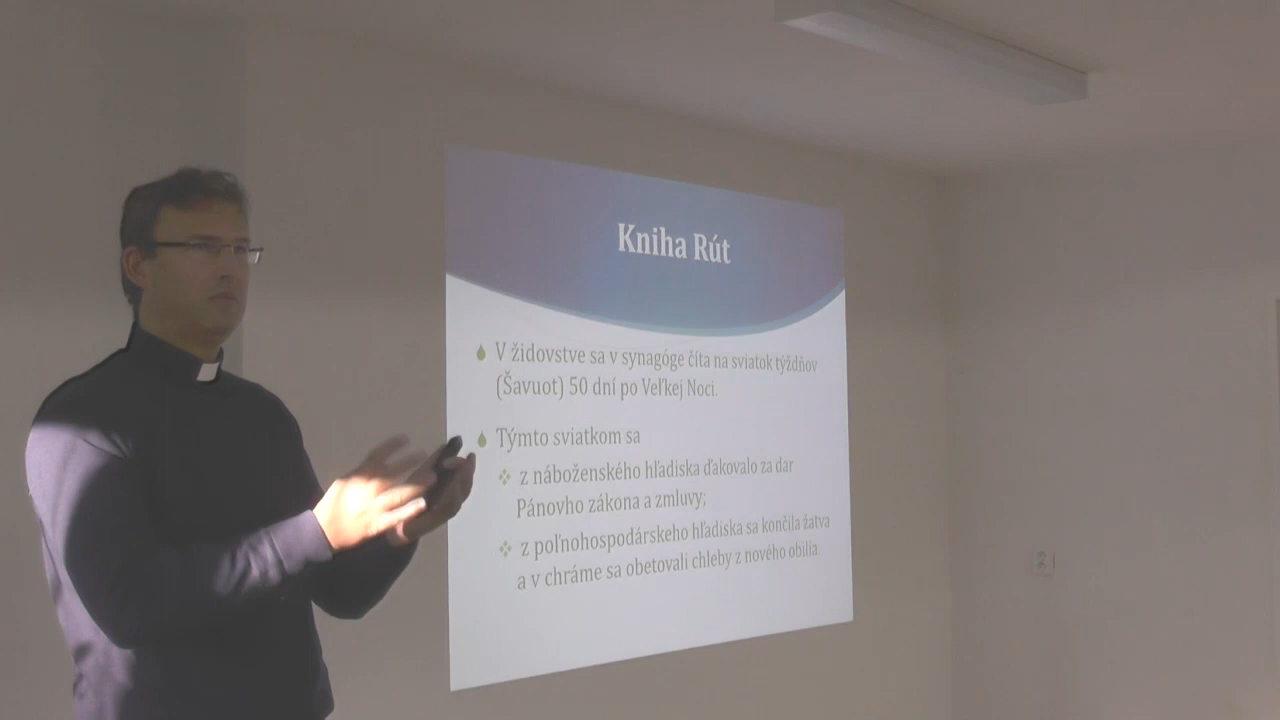 Kniha Rút
V židovstve sa v synagóge číta na sviatok týždňov
(Šavuot) 50 dní po Veľkej Noci.
Týmto sviatkom sa
z náboženského hľadiska ďakovalo za dar
Pánovho zákona a zmluvy;
z poľnohospodárskeho hľadiska sa končila žatva
a v chráme sa obetovali chleby z nového obilia.